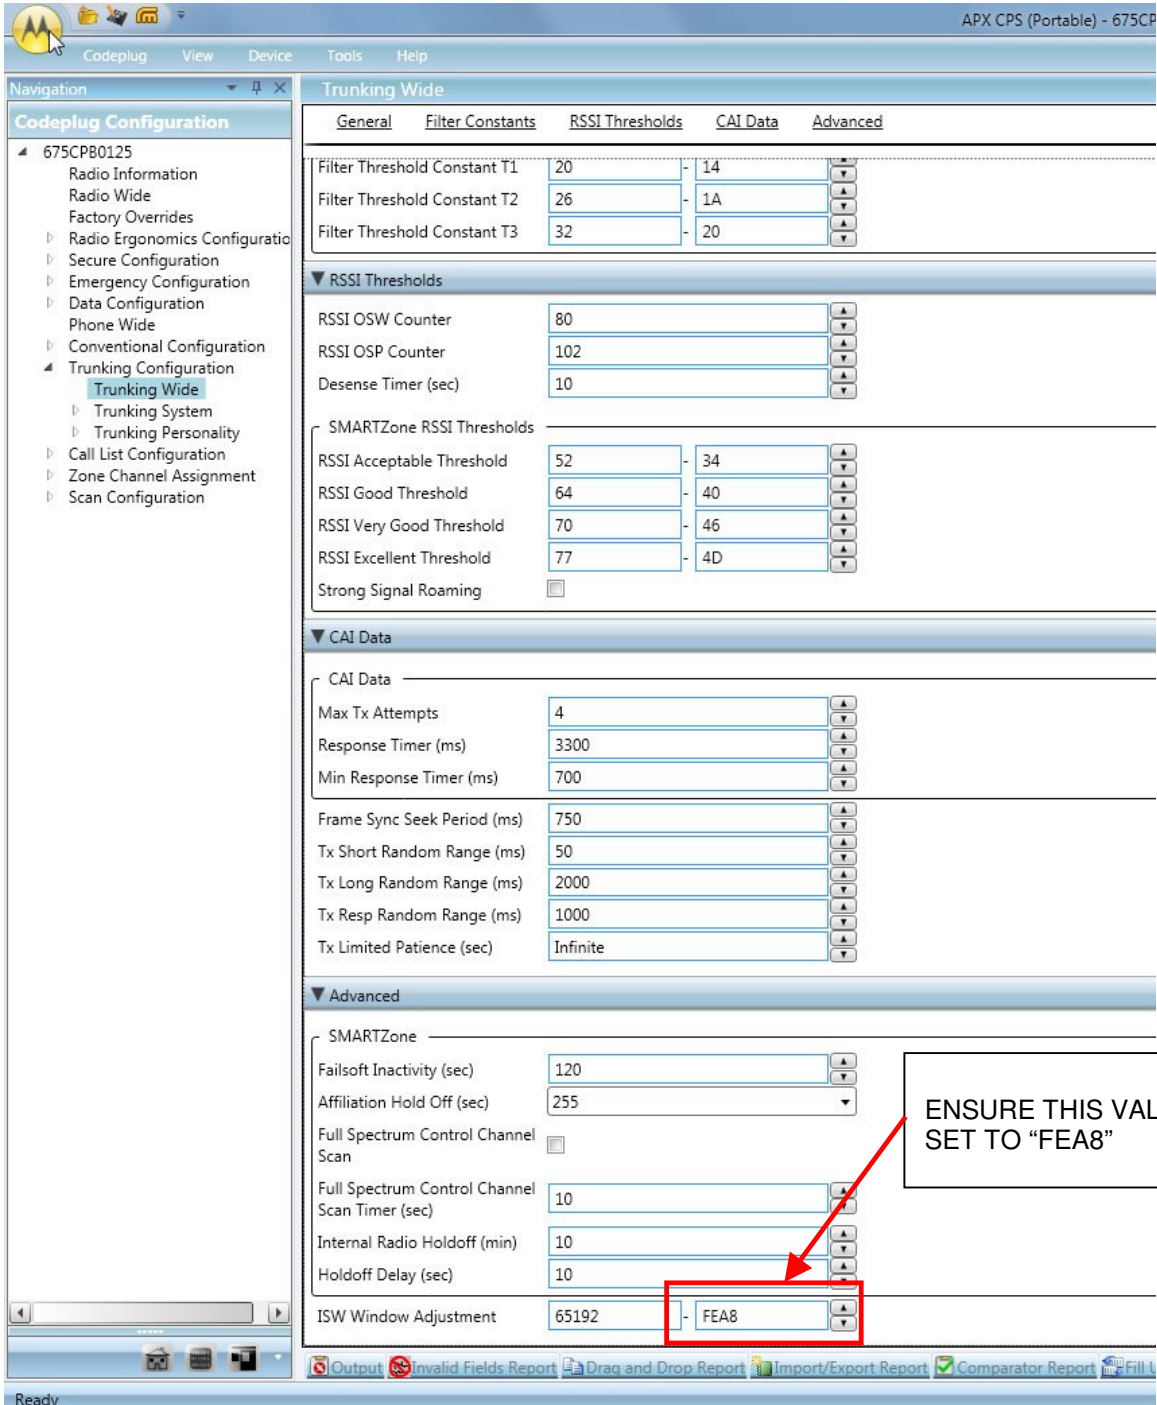 APX CPS (Portable) - 675CP
Codeplug View Device Tools Help
Navigation
Codeplug Configuration
675CPB0125
Radio Information
Radio Wide
Factory Overrides
Radio Ergonomics Configuratio
Secure Configuration
Emergency Configuration
Data Configuration
Phone Wide
Conventional Configuration
Trunking Configuration
Trunking Wide
Trunking System
Trunking Personality
Call List Configuration
Zone Channel Assignment
Scan Configuration
Trunking Wide
General Filter Constants RSSI Thresholds CAI Data Advanced
Filter Threshold Constant T1 20 - 14
Filter Threshold Constant T2 26 - 1A
Filter Threshold Constant T3 32 - 20
RSSI Thresholds
RSSI OSW Counter 80
RSSI OSP Counter 102
Desense Timer (sec) 10
SMARTZone RSSI Thresholds
RSSI Acceptable Threshold 52 - 34
RSSI Good Threshold 64 - 40
RSSI Very Good Threshold 70 - 46
RSSI Excellent Threshold 77 - 4D
Strong Signal Roaming
CAI Data
CAI Data
Max Tx Attempts 4
Response Timer (ms) 3300
Min Response Timer (ms) 700
Frame Sync Seek Period (ms) 750
Tx Short Random Range (ms) 50
Tx Long Random Range (ms) 2000
Tx Resp Random Range (ms) 1000
Tx Limited Patience (sec) Infinite
Advanced
SMARTZone
Failsoft Inactivity (sec) 120
Affiliation Hold Off (sec) 255
Full Spectrum Control Channel
Scan
Full Spectrum Control Channel
Scan Timer (sec) 10
Internal Radio Holdoff (min) 10
Holdoff Delay (sec) 10
ISW Window Adjustment 65192 - FEA8
ENSURE THIS VAL
SET TO “FEA8”
Output Invalid Fields Report Drag and Drop Report Import/Export Report Comparator Report Fill U
Ready